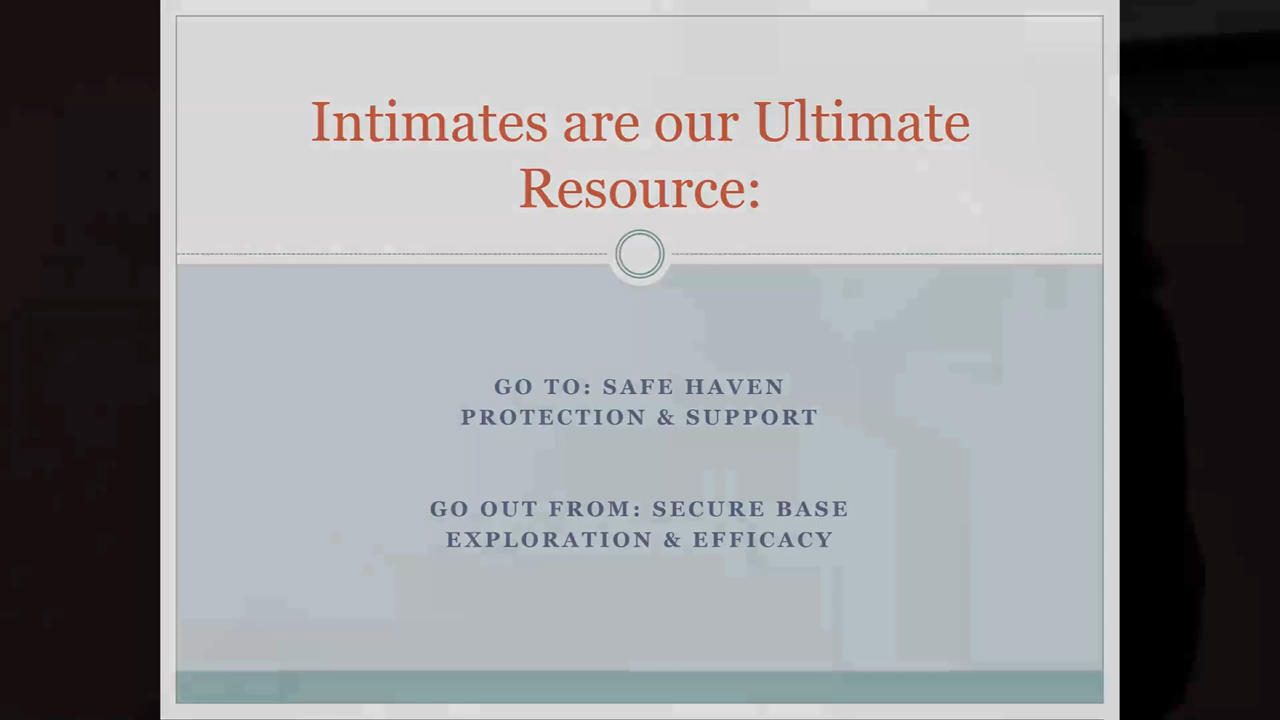 Intimates are our Ultimate
Resource:
GO TO: SAFE HAVEN
PROTECTION & SUPPORT
GO OUT FROM: SECURE BASE
EXPLORATION & EFFICACY